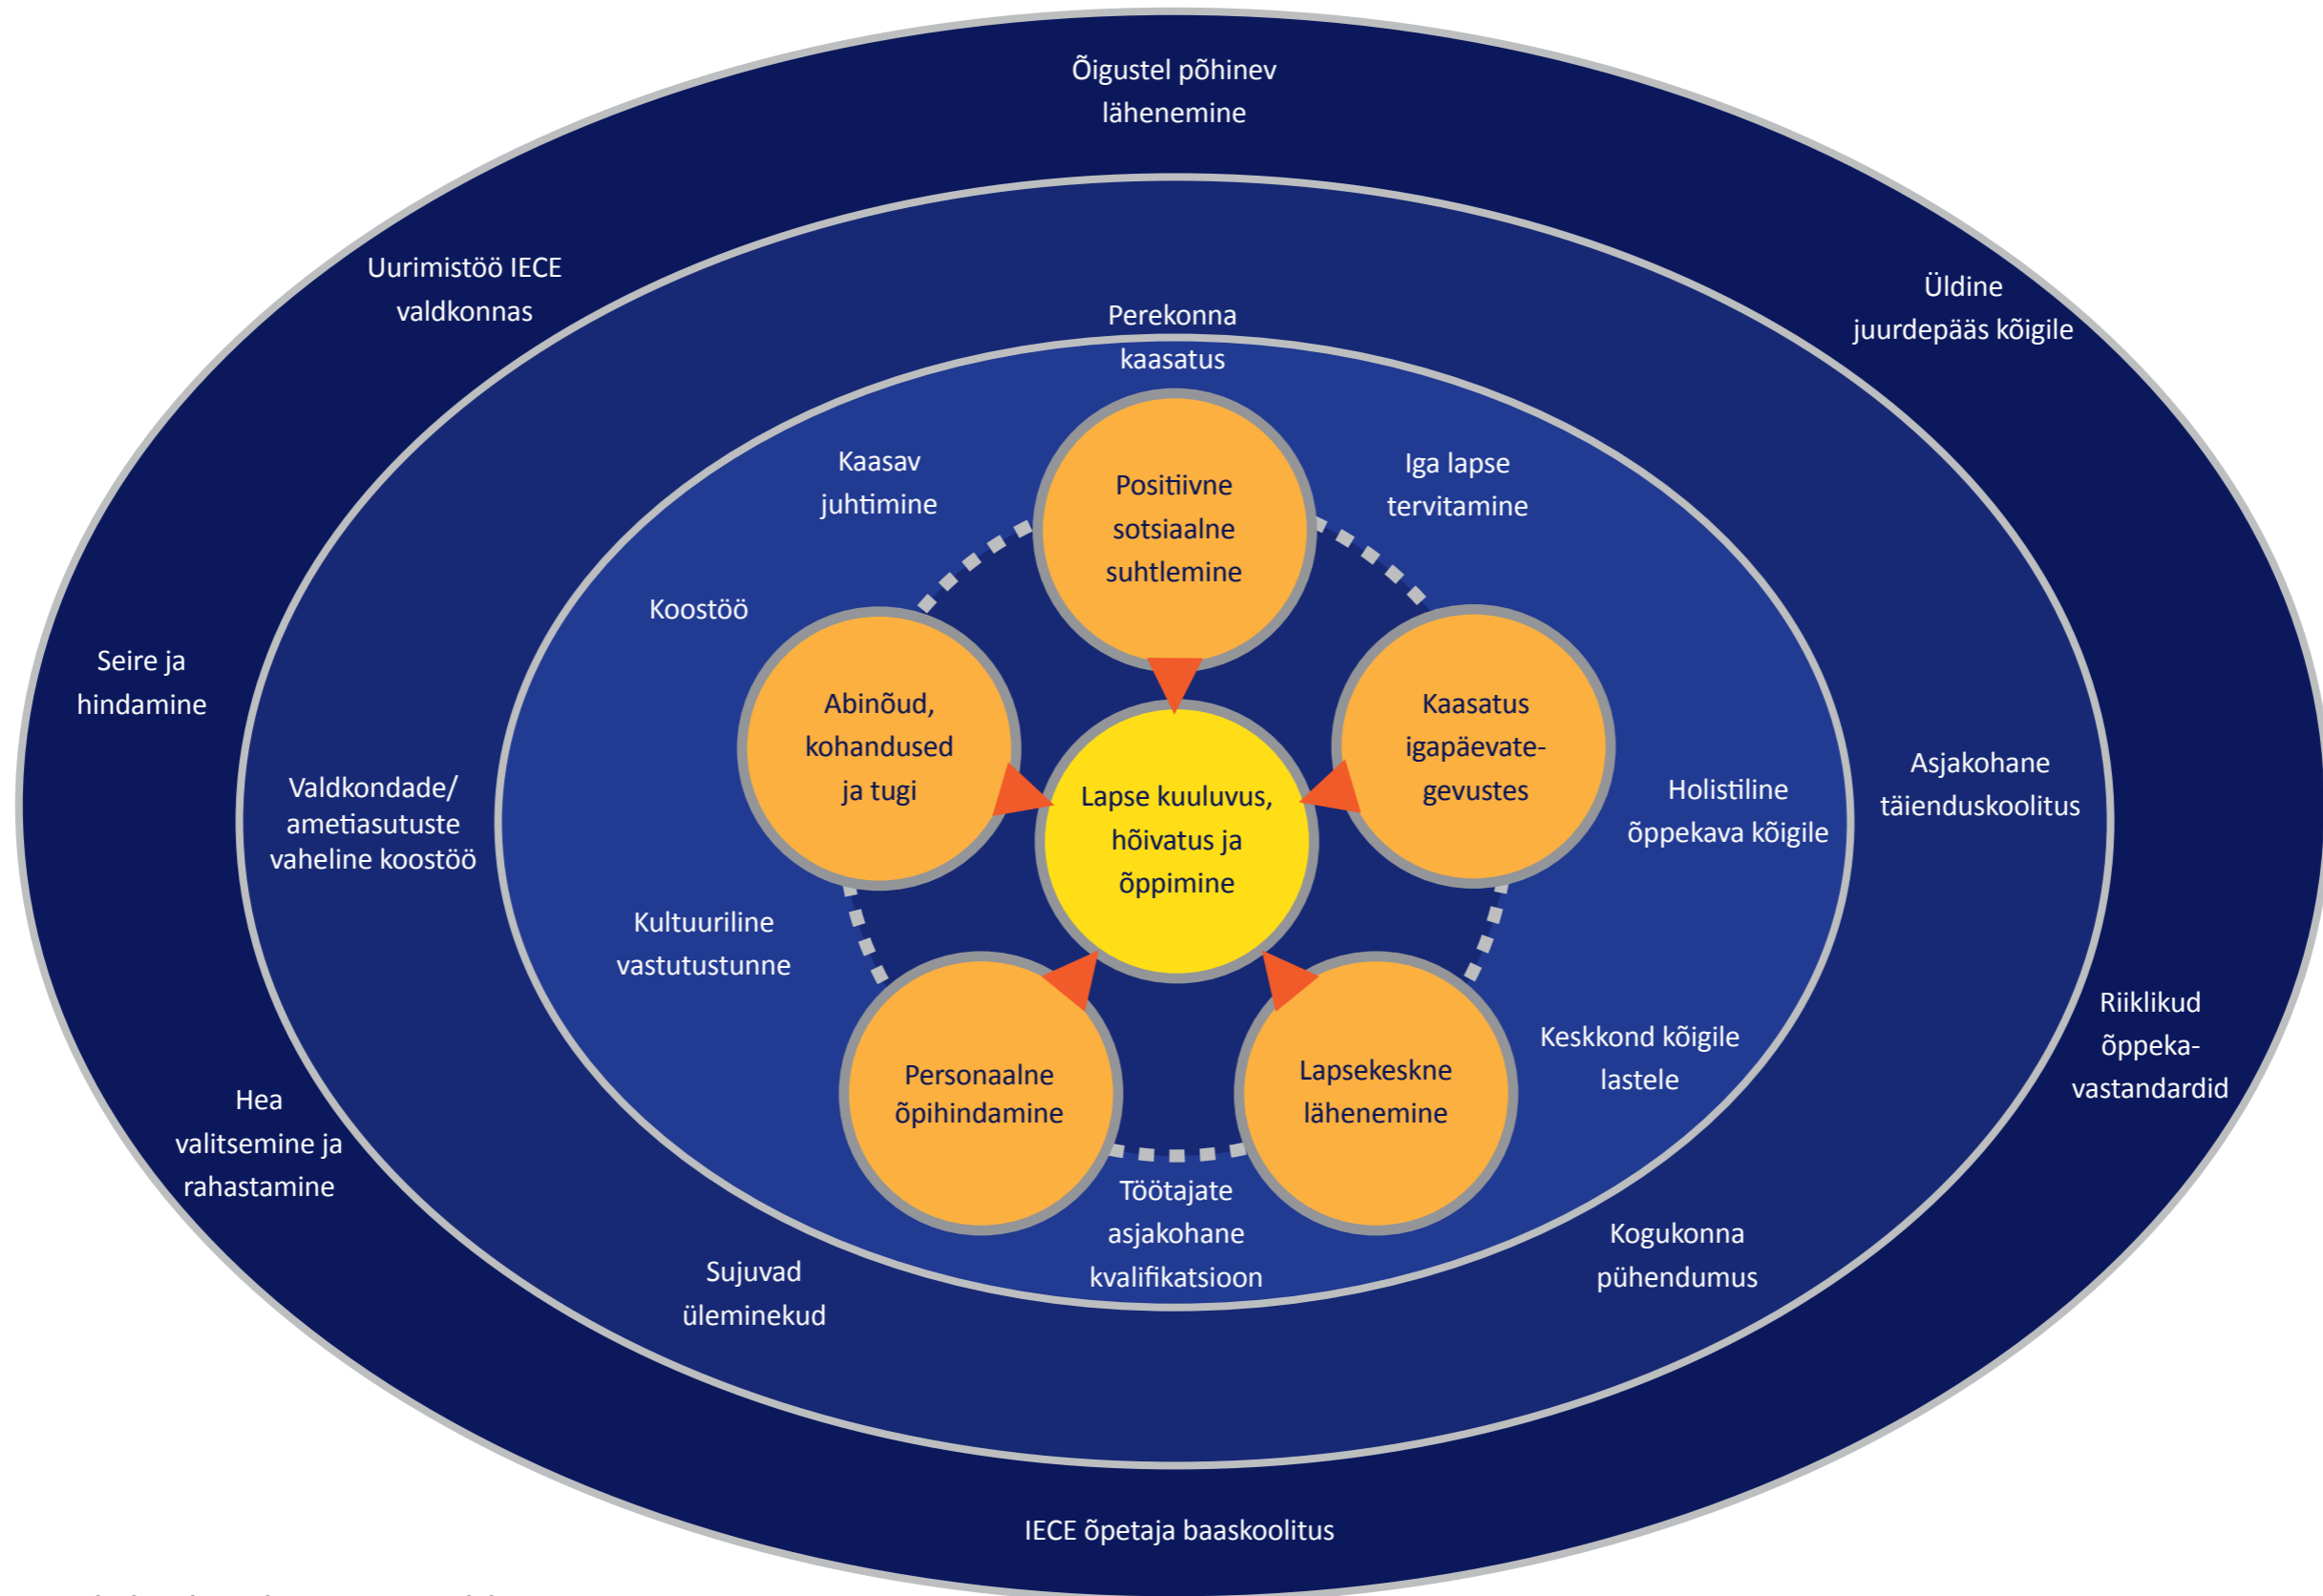 Õigustel põhinev
lähenemine
Uurimistöö IECE
valdkonnas
Üldine
juurdepääs kõigile
Perekonna
kaasatus
Kaasav
juhtimine
Iga lapse
tervitamine
Positiivne
sotsiaalne
suhtlemine
Koostöö
Seire ja
hindamine
Abinõud,
kohandused
ja tugi
Kaasatus
igapäevate-
gevustes
Valdkondade/
ametiasutuste
vaheline koostöö
Lapse kuuluvus,
hõivatus ja
õppimine
Holistiline
õppekava kõigile
Asjakohane
täienduskoolitus
Kultuuriline
vastutustunne
Riiklikud
õppeka-
vastandardid
Keskkond kõigile
lastele
Personaalne
õpihindamine
Lapsekeskne
lähenemine
Hea
valitsemine ja
rahastamine
Töötajate
asjakohane
kvalifikatsioon
Kogukonna
pühendumus
Sujuvad
üleminekud
IECE õpetaja baaskoolitus